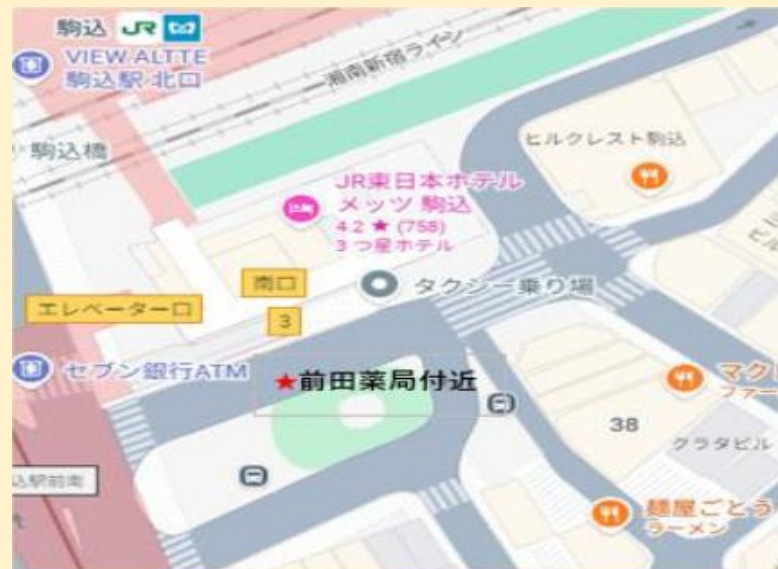 駒込 JR
VIEW ALTTE
駒込駅 北口
湘南新宿ライン
駒込橋
ヒルクレスト駒込
JR東日本ホテル
メッツ 駒込
4.2 ★ (758)
3 つ星ホテル
南口
タクシー乗り場
エレベーター口
3
セブン銀行ATM
★前田薬局付近
38
クラタビル
込駅前南
麺屋ごとう
ラーメン